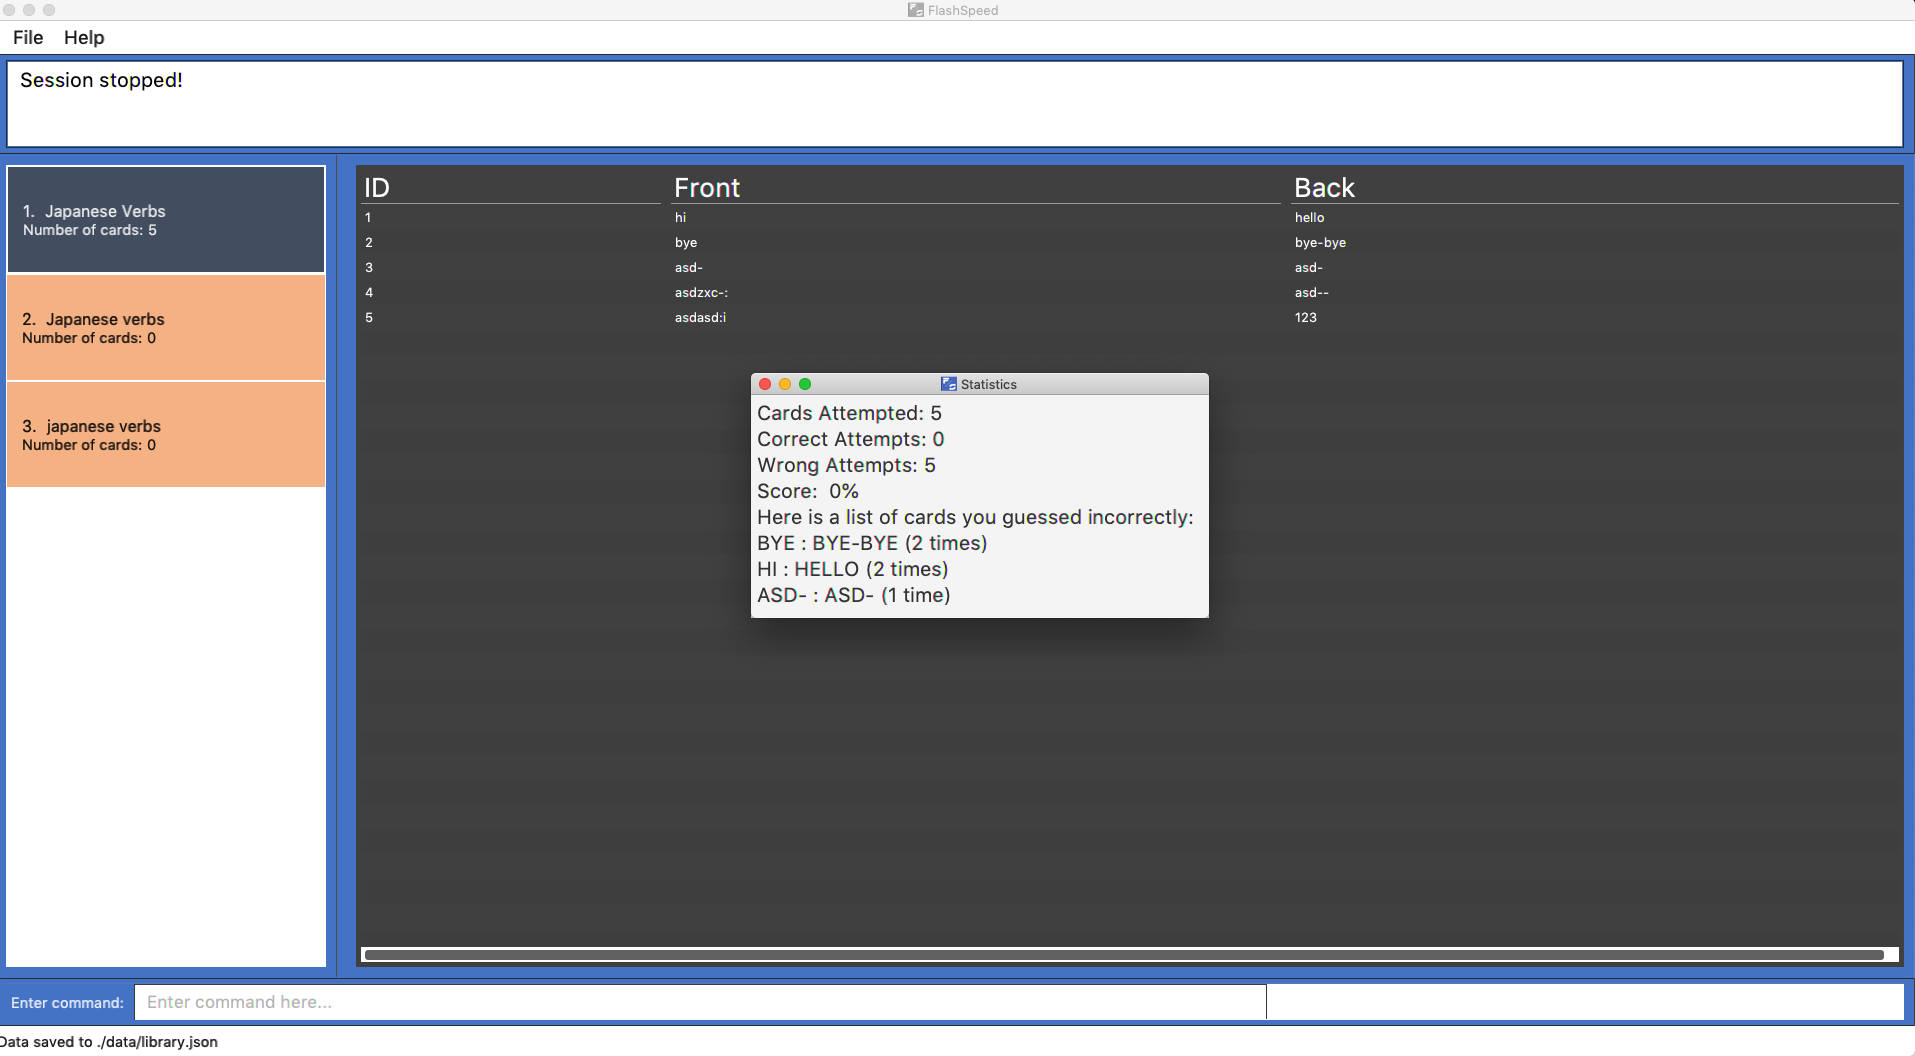 FlashSpeed
File Help
Session stopped!
1. Japanese Verbs
Number of cards: 5
2. Japanese verbs
Number of cards: 0
3. japanese verbs
Number of cards: 0
ID Front Back
1 hi hello
2 bye bye-bye
3 asd- asd-
4 asdzxc-: asd--
5 asdasd:i 123
Statistics
Cards Attempted: 5
Correct Attempts: 0
Wrong Attempts: 5
Score: 0%
Here is a list of cards you guessed incorrectly:
BYE : BYE-BYE (2 times)
HI : HELLO (2 times)
ASD- : ASD- (1 time)
Enter command: Enter command here...
Data saved to ./data/library.json